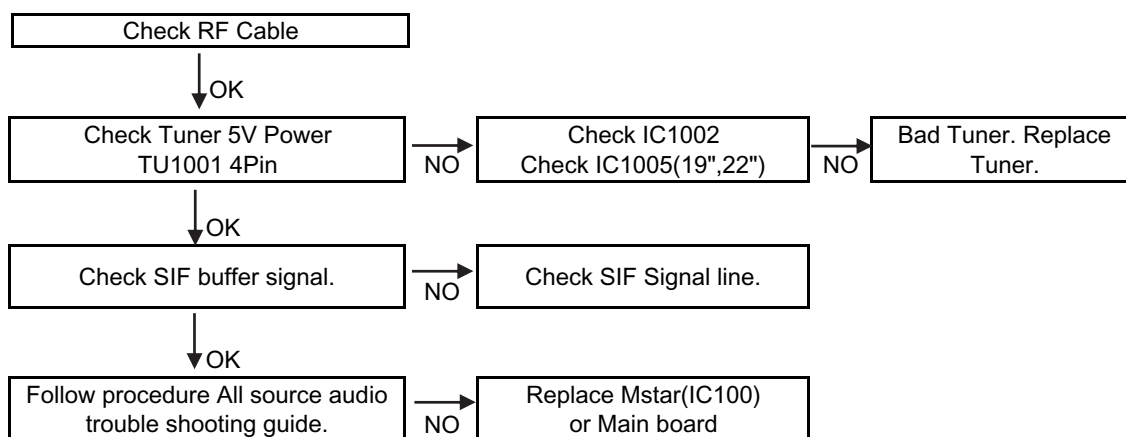 Check RF Cable
OK
Check Tuner 5V Power
TU1001 4Pin
NO
Check IC1002
Check IC1005(19",22")
NO
Bad Tuner. Replace
Tuner.
OK
Check SIF buffer signal.
NO
Check SIF Signal line.
OK
Follow procedure All source audio
trouble shooting guide.
NO
Replace Mstar(IC100)
or Main board